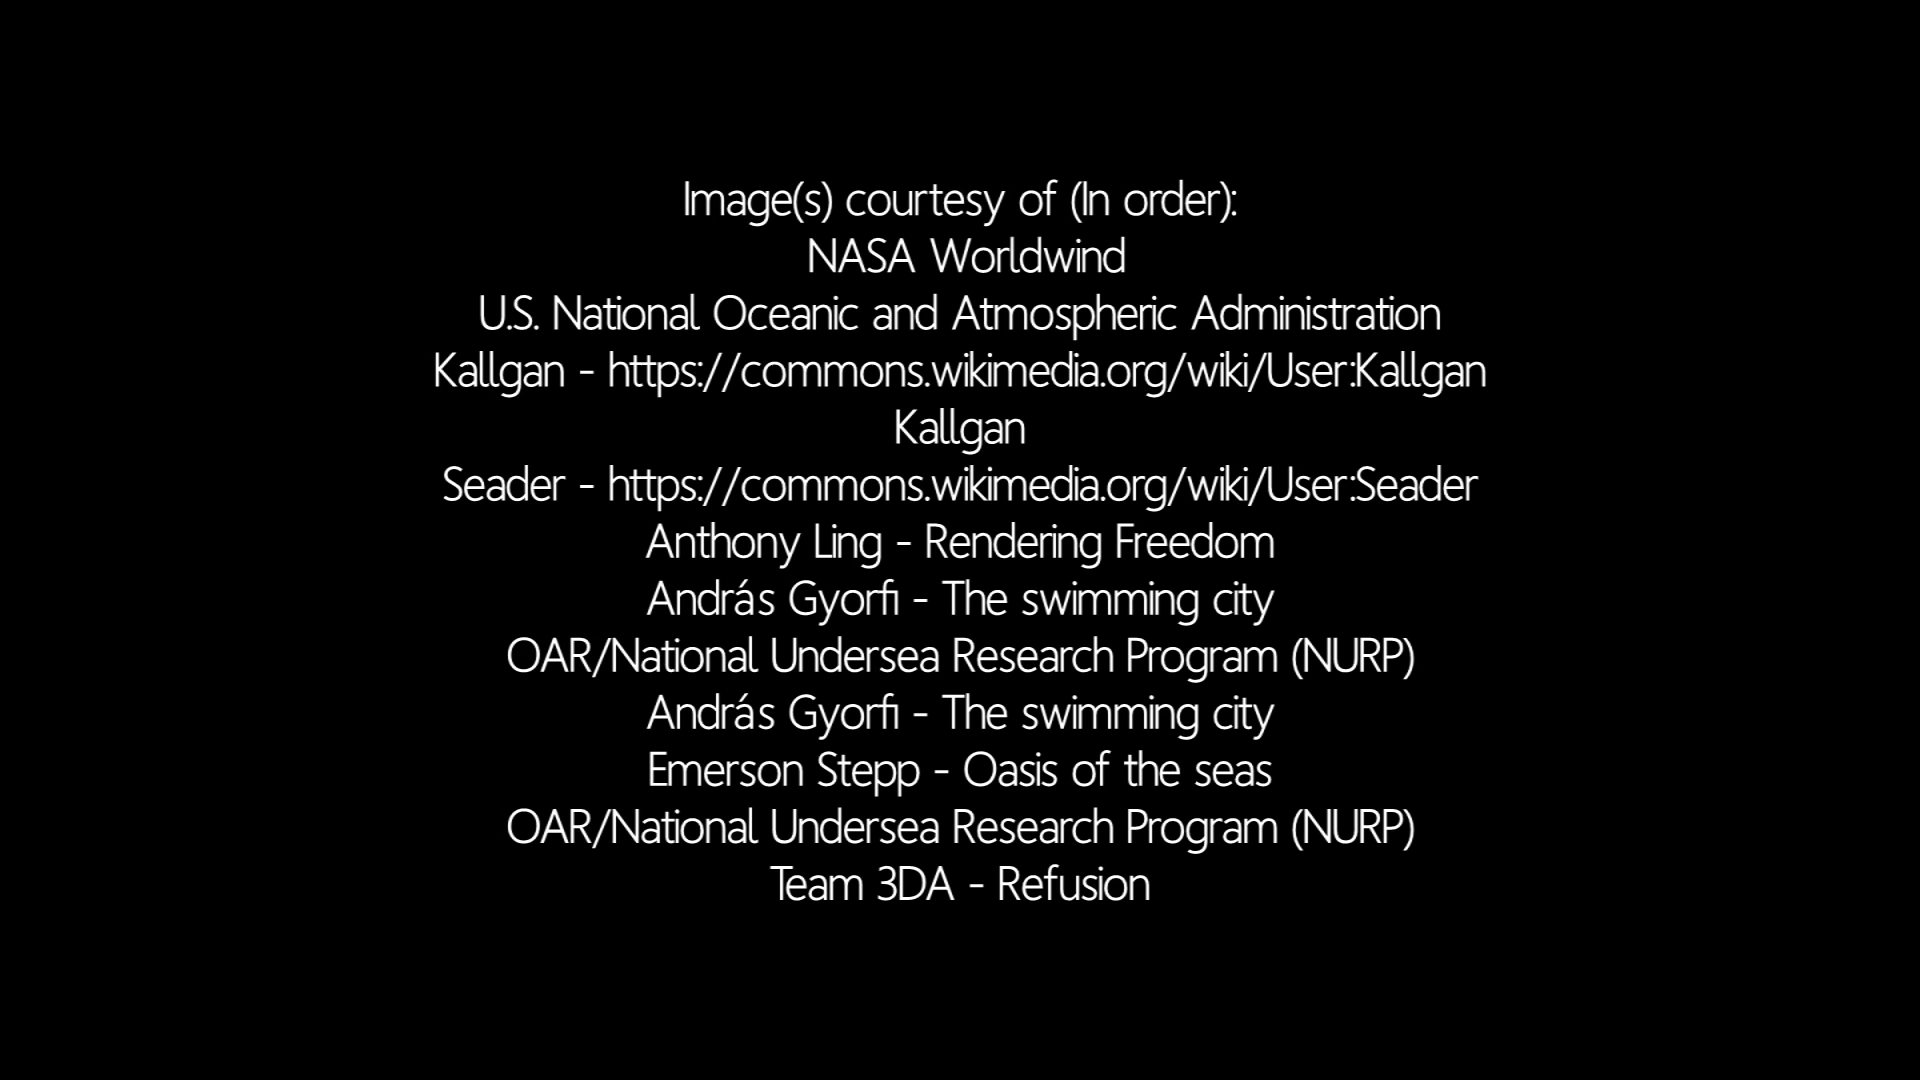 Image(s) courtesy of (In order):
NASA Worldwind
U.S. National Oceanic and Atmospheric Administration
Kallgan - https://commons.wikimedia.org/wiki/User:Kallgan
Kallgan
Seader - https://commons.wikimedia.org/wiki/User:Seader
Anthony Ling - Rendering Freedom
András Gyorfi - The swimming city
OAR/National Undersea Research Program (NURP)
András Gyorfi - The swimming city
Emerson Stepp - Oasis of the seas
OAR/National Undersea Research Program (NURP)
Team 3DA - Refusion